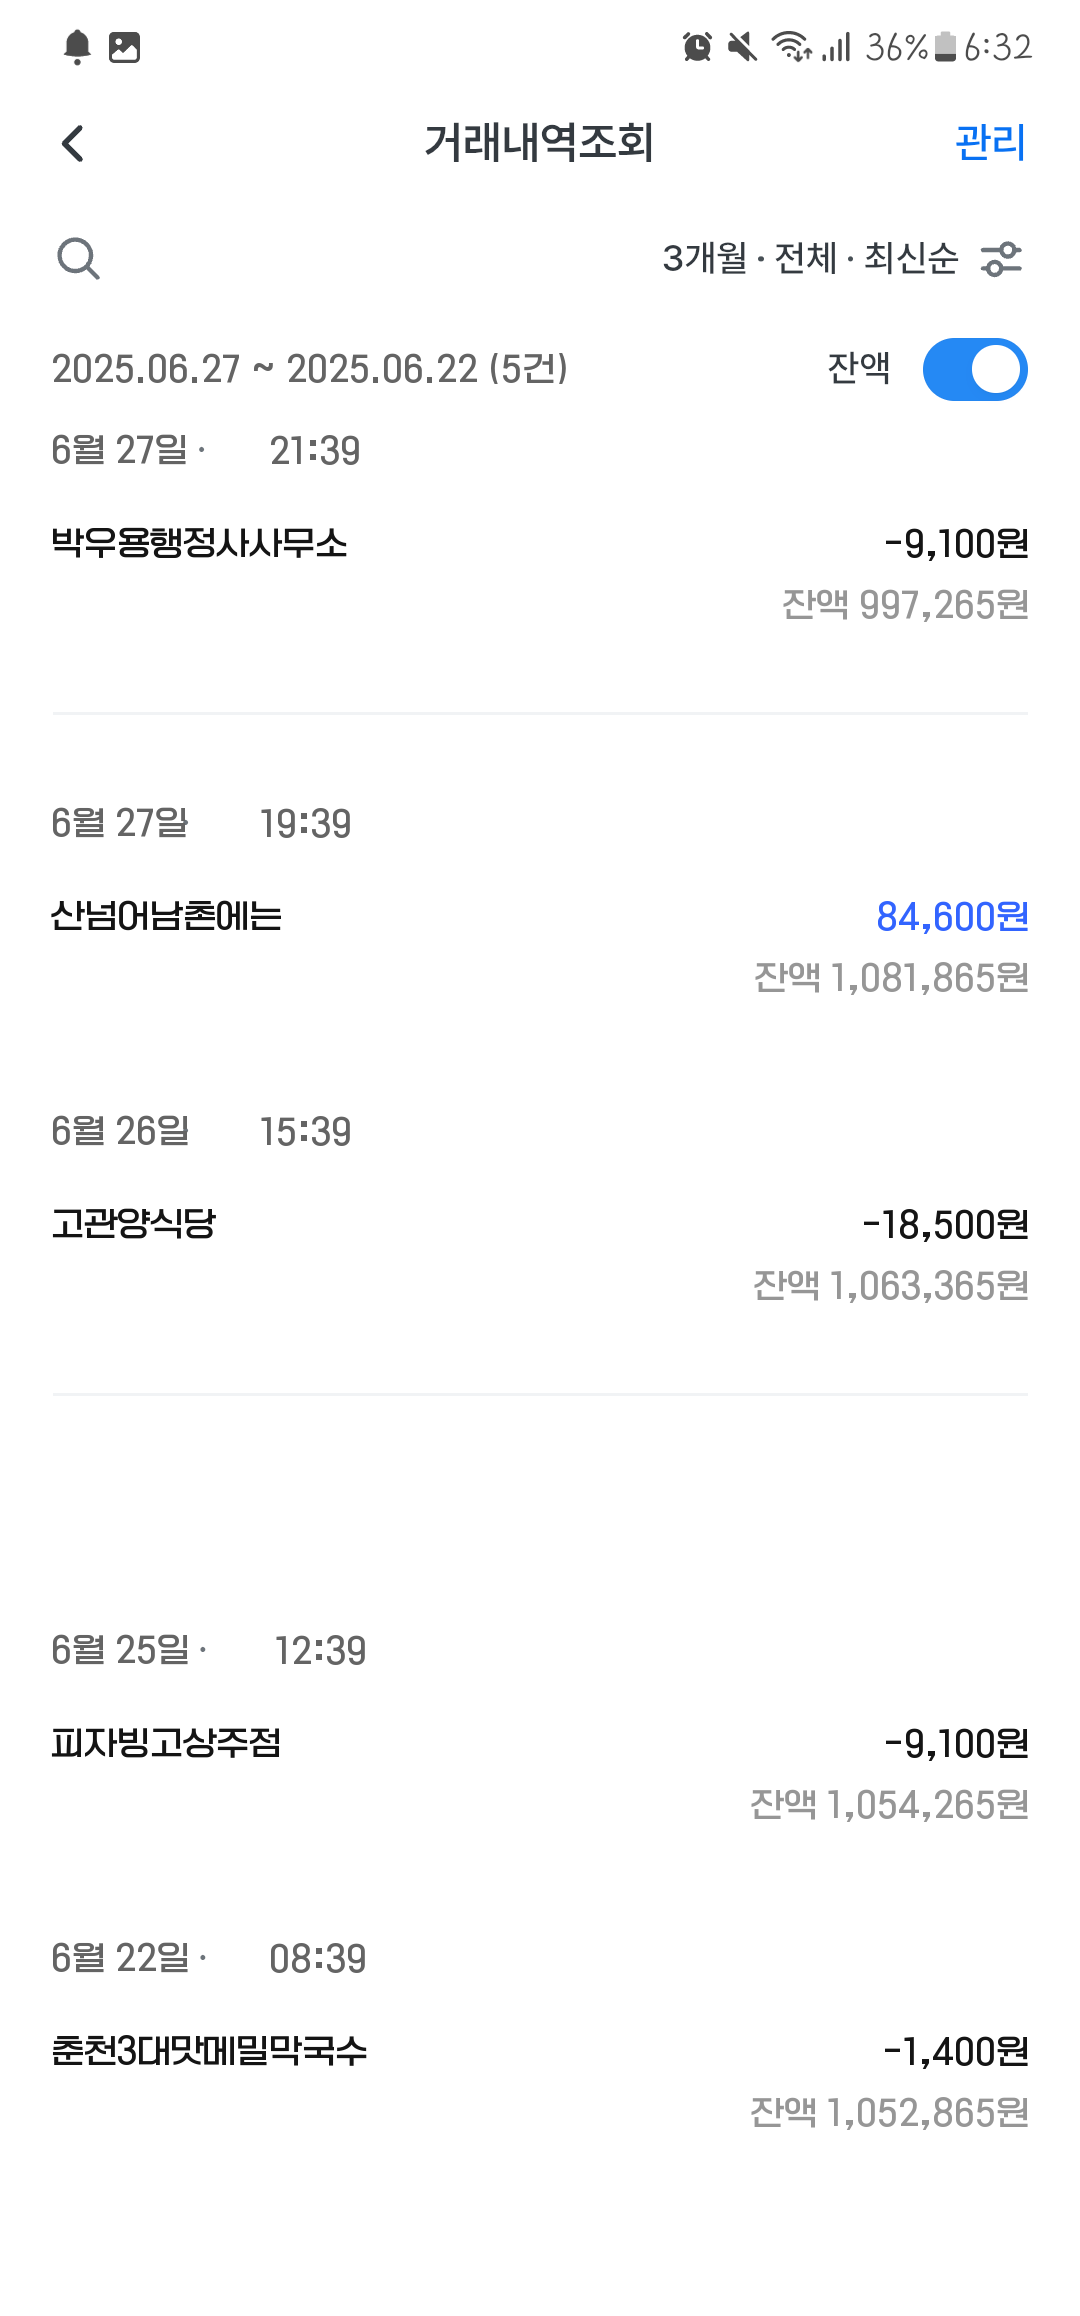 36% 6:32
거래내역조회 관리
3개월 · 전체 · 최신순
2025.06.27 ~ 2025.06.22 (5건) 잔액
6월 27일 · 21:39
박우용행정사사무소 -9,100원
잔액 997,265원
6월 27일 19:39
산넘어남촌에는 84,600원
잔액 1,081,865원
6월 26일 15:39
고관양식당 -18,500원
잔액 1,063,365원
6월 25일 · 12:39
피자빙고상주점 -9,100원
잔액 1,054,265원
6월 22일 · 08:39
춘천3대맛메밀막국수 -1,400원
잔액 1,052,865원